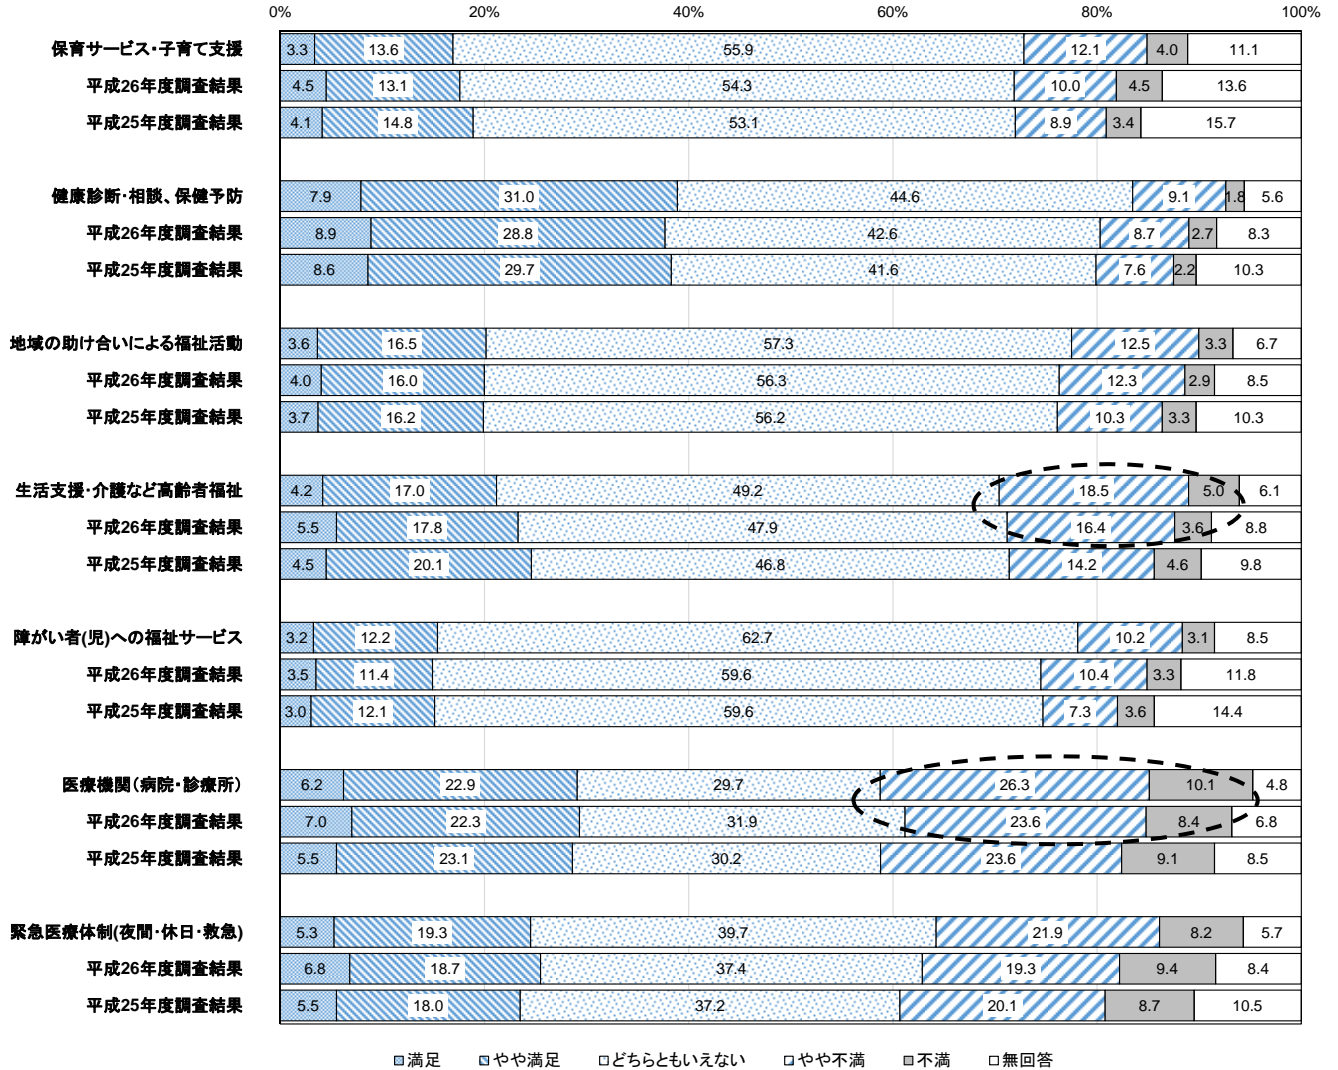 0% 20% 40% 60% 80% 100%
保育サービス・子育て支援 3.3 13.6 55.9 12.1 4.0 11.1
平成26年度調査結果 4.5 13.1 54.3 10.0 4.5 13.6
平成25年度調査結果 4.1 14.8 53.1 8.9 3.4 15.7
健康診断・相談、保健予防 7.9 31.0 44.6 9.1 1.8 5.6
平成26年度調査結果 8.9 28.8 42.6 8.7 2.7 8.3
平成25年度調査結果 8.6 29.7 41.6 7.6 2.2 10.3
地域の助け合いによる福祉活動 3.6 16.5 57.3 12.5 3.3 6.7
平成26年度調査結果 4.0 16.0 56.3 12.3 2.9 8.5
平成25年度調査結果 3.7 16.2 56.2 10.3 3.3 10.3
生活支援・介護など高齢者福祉 4.2 17.0 49.2 18.5 5.0 6.1
平成26年度調査結果 5.5 17.8 47.9 16.4 3.6 8.8
平成25年度調査結果 4.5 20.1 46.8 14.2 4.6 9.8
障がい者(児)への福祉サービス 3.2 12.2 62.7 10.2 3.1 8.5
平成26年度調査結果 3.5 11.4 59.6 10.4 3.3 11.8
平成25年度調査結果 3.0 12.1 59.6 7.3 3.6 14.4
医療機関（病院・診療所） 6.2 22.9 29.7 26.3 10.1 4.8
平成26年度調査結果 7.0 22.3 31.9 23.6 8.4 6.8
平成25年度調査結果 5.5 23.1 30.2 23.6 9.1 8.5
緊急医療体制(夜間・休日・救急) 5.3 19.3 39.7 21.9 8.2 5.7
平成26年度調査結果 6.8 18.7 37.4 19.3 9.4 8.4
平成25年度調査結果 5.5 18.0 37.2 20.1 8.7 10.5
満足 やや満足 どちらともいえない やや不満 不満 無回答